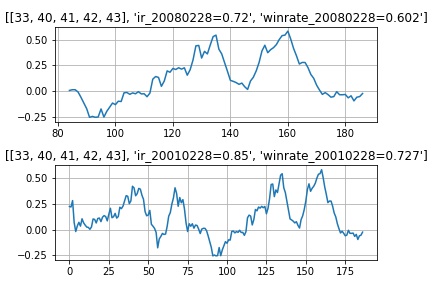 [[33, 40, 41, 42, 43], 'ir_20080228=0.72', 'winrate_20080228=0.602']
0.50
0.25
0.00
−0.25
80 100 120 140 160 180
[[33, 40, 41, 42, 43], 'ir_20010228=0.85', 'winrate_20010228=0.727']
0.50
0.25
0.00
−0.25
0 25 50 75 100 125 150 175